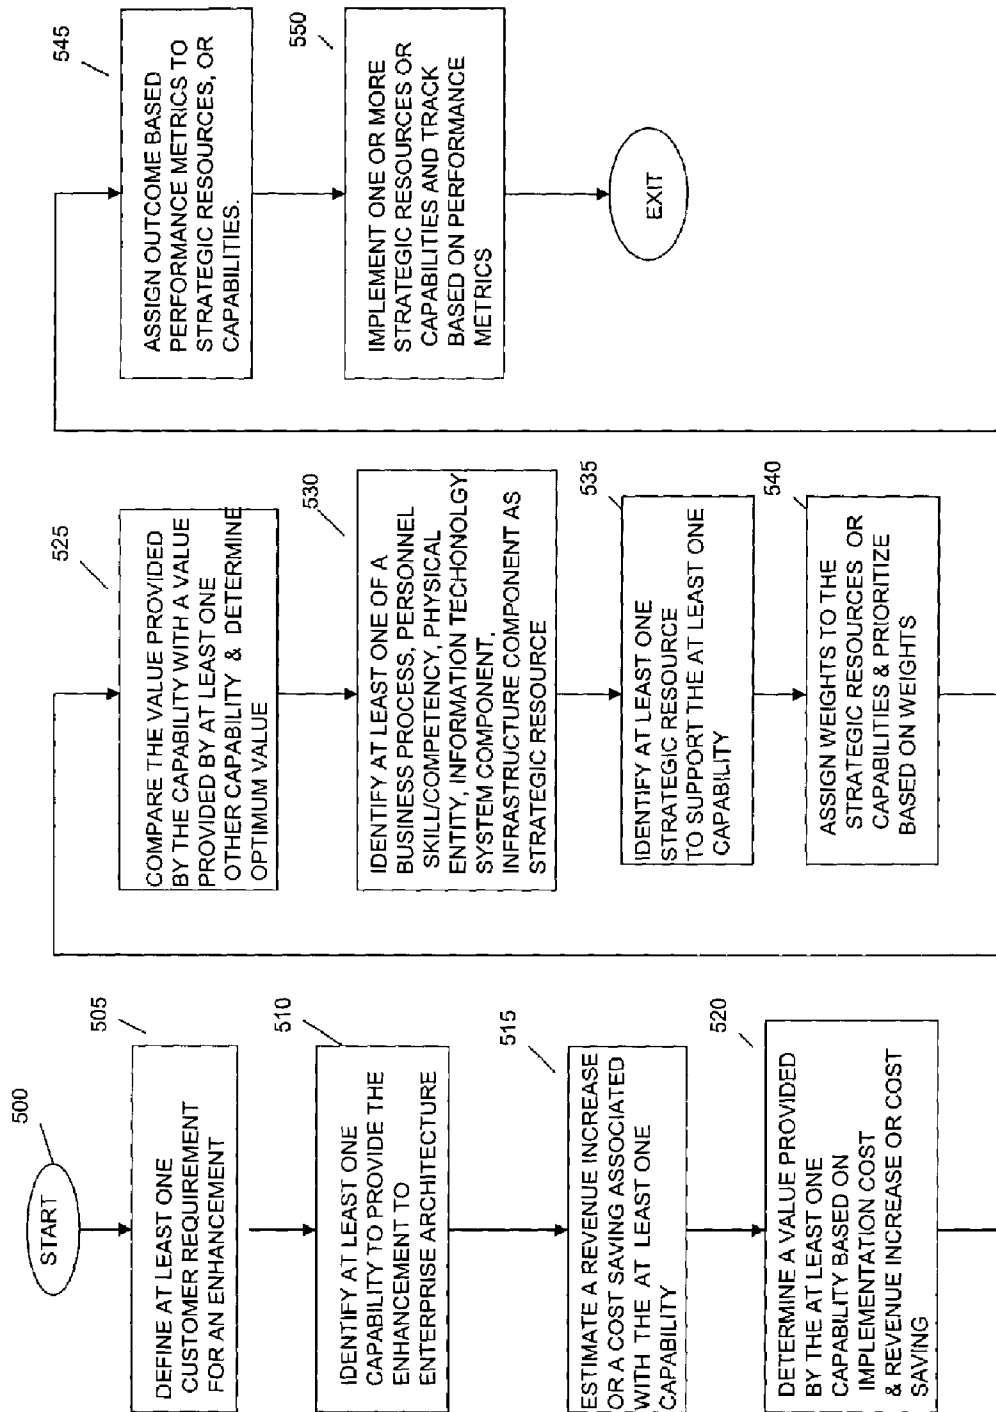 500
START
505
DEFINE AT LEAST ONE
CUSTOMER REQUIREMENT
FOR AN ENHANCEMENT
510
IDENTIFY AT LEAST ONE
CAPABILITY TO PROVIDE THE
ENHANCEMENT TO
ENTERPRISE ARCHITECTURE
515
ESTIMATE A REVENUE INCREASE
OR A COST SAVING ASSOCIATED
WITH THE AT LEAST ONE
CAPABILITY
520
DETERMINE A VALUE PROVIDED
BY THE AT LEAST ONE
CAPABILITY BASED ON
IMPLEMENTATION COST
& REVENUE INCREASE OR COST
SAVING
525
COMPARE THE VALUE PROVIDED
BY THE CAPABILITY WITH A VALUE
PROVIDED BY AT LEAST ONE
OTHER CAPABILITY & DETERMINE
OPTIMUM VALUE
530
IDENTIFY AT LEAST ONE OF A
BUSINESS PROCESS, PERSONNEL
SKILL/COMPETENCY, PHYSICAL
ENTITY, INFORMATION TECHONOLGY
SYSTEM COMPONENT,
INFRASTRUCTURE COMPONENT AS
STRATEGIC RESOURCE
535
IDENTIFY AT LEAST ONE
STRATEGIC RESOURCE
TO SUPPORT THE AT LEAST ONE
CAPABILITY
540
ASSIGN WEIGHTS TO THE
STRATEGIC RESOURCES OR
CAPABILITIES & PRIORITIZE
BASED ON WEIGHTS
545
ASSIGN OUTCOME BASED
PERFORMANCE METRICS TO
STRATEGIC RESOURCES, OR
CAPABILITIES.
550
IMPLEMENT ONE OR MORE
STRATEGIC RESOURCES OR
CAPABILITIES AND TRACK
BASED ON PERFORMANCE
METRICS
EXIT